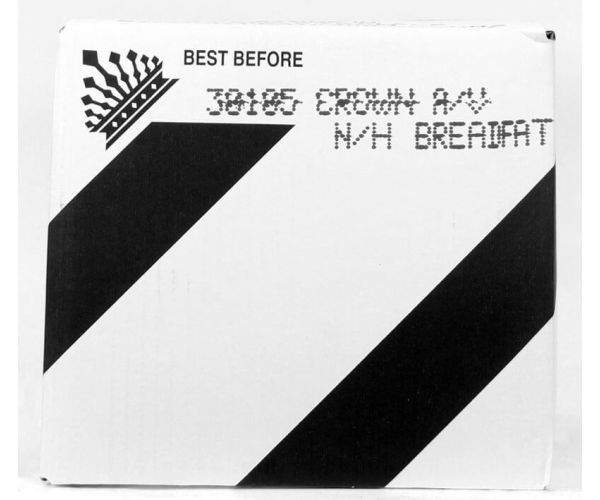 BEST BEFORE
30105 CROWN A/V
N/H BREADFAT